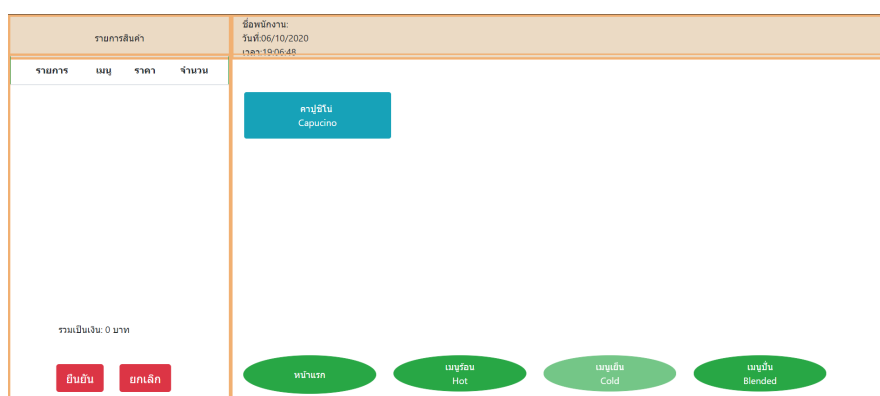 รายการสินค้า
ชื่อพนักงาน:
วันที่:06/10/2020
เวลา:19:06:48
รายการ เมนู ราคา จำนวน
คาปูชิโน่
Capucino
รวมเป็นเงิน: 0 บาท
ยืนยัน ยกเลิก
หน้าแรก
เมนูร้อน
Hot
เมนูเย็น
Cold
เมนูปั่น
Blended